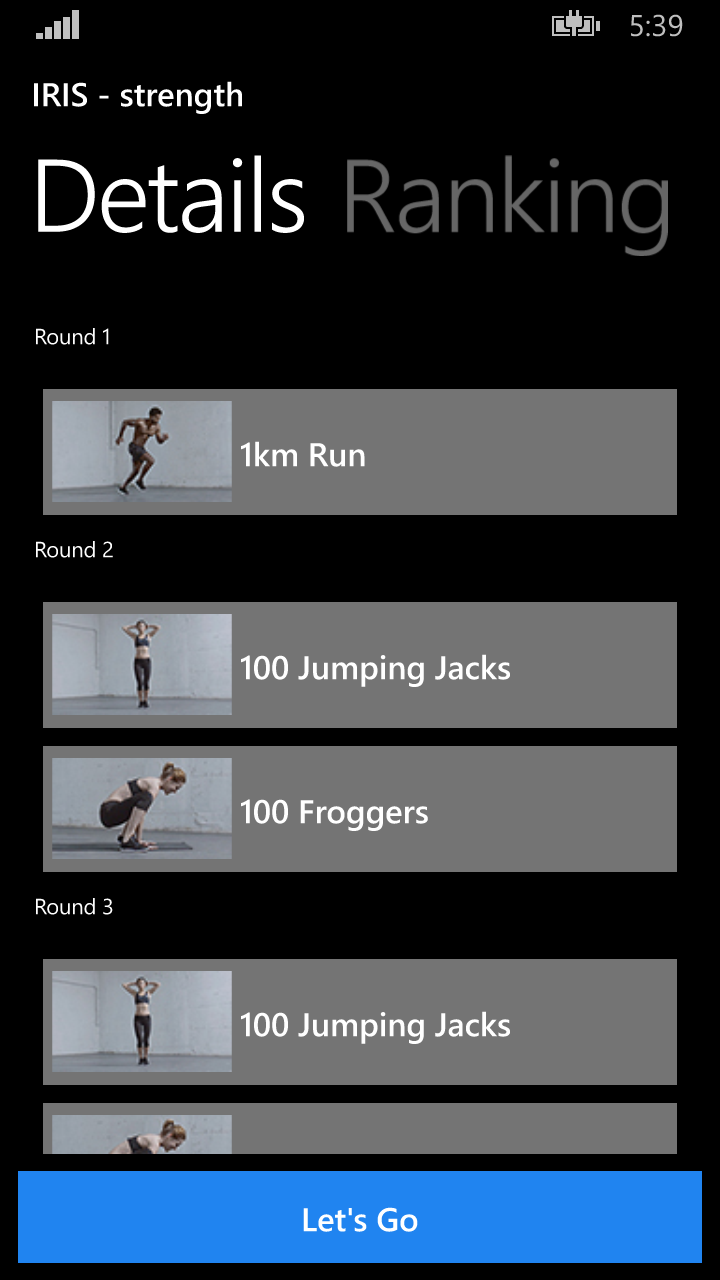 5:39
IRIS - strength
Details Ranking
Round 1
1km Run
Round 2
100 Jumping Jacks
100 Froggers
Round 3
100 Jumping Jacks
Let's Go